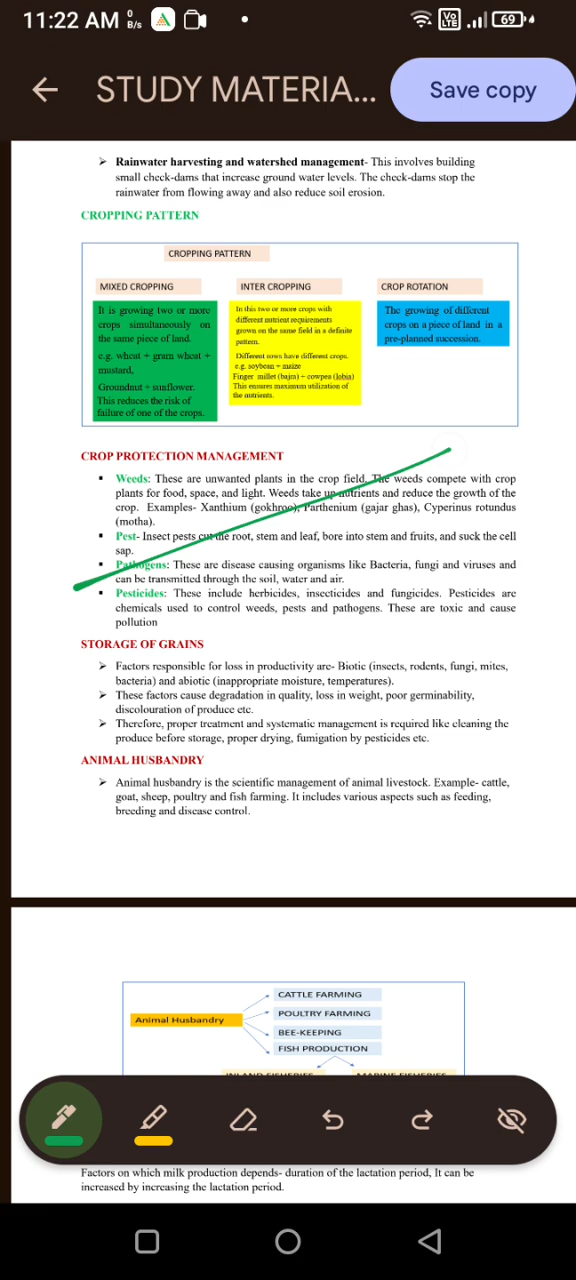 11:22 AM 0 B/s Vo LTE 69
STUDY MATERIA... Save copy
➢ Rainwater harvesting and watershed management- This involves building
small check-dams that increase ground water levels. The check-dams stop the
rainwater from flowing away and also reduce soil erosion.
CROPPING PATTERN
CROPPING PATTERN
MIXED CROPPING
It is growing two or more
crops simultaneously on
the same piece of land.
e.g. wheat + gram wheat +
mustard,
Groundnut + sunflower.
This reduces the risk of
failure of one of the crops.
INTER CROPPING
In this two or more crops with
different nutrient requirements
grown on the same field in a definite
pattern.
Different rows have different crops.
e.g. soybean + maize
Finger millet (bajra) + cowpea (lobia)
This ensures maximum utilization of
the nutrients.
CROP ROTATION
The growing of different
crops on a piece of land in a
pre-planned succession.
CROP PROTECTION MANAGEMENT
▪ Weeds: These are unwanted plants in the crop field. The weeds compete with crop
plants for food, space, and light. Weeds take up nutrients and reduce the growth of the
crop. Examples- Xanthium (gokhroo), Parthenium (gajar ghas), Cyperinus rotundus
(motha).
▪ Pest- Insect pests cut the root, stem and leaf, bore into stem and fruits, and suck the cell
sap.
▪ Pathogens: These are disease causing organisms like Bacteria, fungi and viruses and
can be transmitted through the soil, water and air.
▪ Pesticides: These include herbicides, insecticides and fungicides. Pesticides are
chemicals used to control weeds, pests and pathogens. These are toxic and cause
pollution
STORAGE OF GRAINS
➢ Factors responsible for loss in productivity are- Biotic (insects, rodents, fungi, mites,
bacteria) and abiotic (inappropriate moisture, temperatures).
➢ These factors cause degradation in quality, loss in weight, poor germinability,
discolouration of produce etc.
➢ Therefore, proper treatment and systematic management is required like cleaning the
produce before storage, proper drying, fumigation by pesticides etc.
ANIMAL HUSBANDRY
➢ Animal husbandry is the scientific management of animal livestock. Example- cattle,
goat, sheep, poultry and fish farming. It includes various aspects such as feeding,
breeding and disease control.
Animal Husbandry
CATTLE FARMING
POULTRY FARMING
BEE-KEEPING
FISH PRODUCTION
INLAND FISHERIES MARINE FISHERIES
Factors on which milk production depends- duration of the lactation period, It can be
increased by increasing the lactation period.